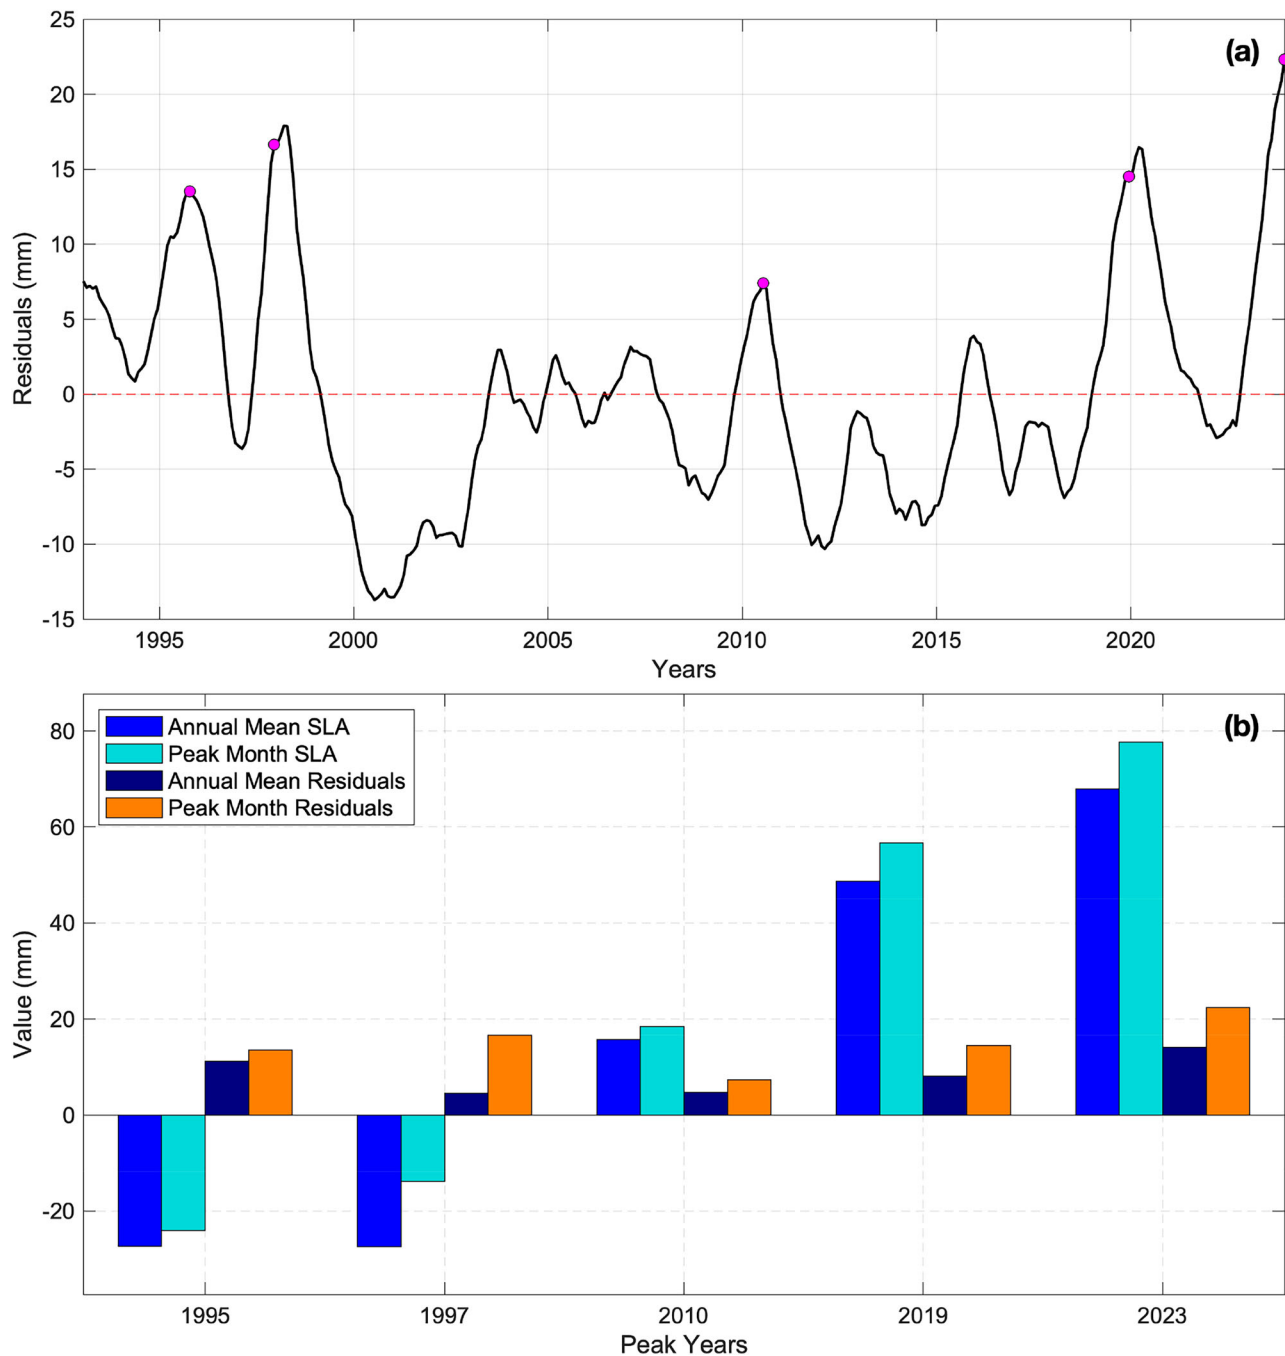 (a)
25
20
15
10
5
0
-5
-10
-15
Residuals (mm)
1995 2000 2005 2010 2015 2020
Years
(b)
Annual Mean SLA
Peak Month SLA
Annual Mean Residuals
Peak Month Residuals
80
60
40
20
0
-20
Value (mm)
1995 1997 2010 2019 2023
Peak Years